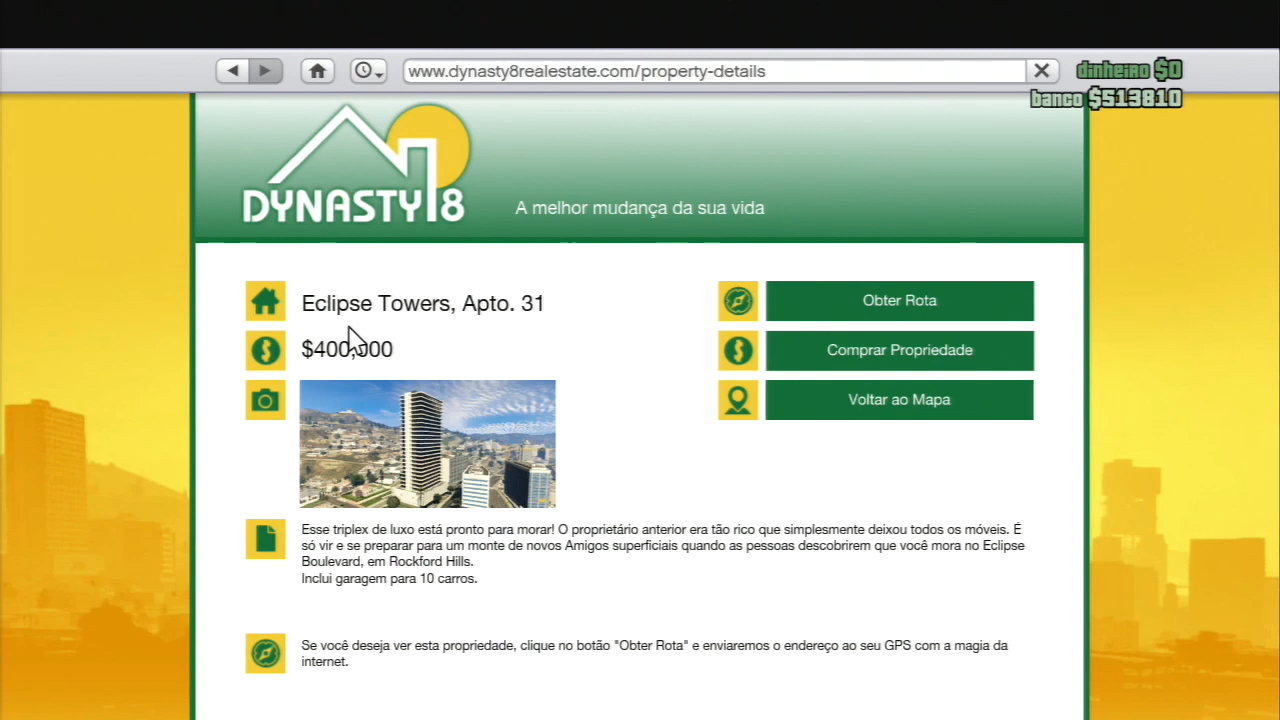 www.dynasty8realestate.com/property-details
dinheiro $0
banco $513810
DYNASTY 8
A melhor mudança da sua vida
Eclipse Towers, Apto. 31
$400,000
Obter Rota
Comprar Propriedade
Voltar ao Mapa
Esse triplex de luxo está pronto para morar! O proprietário anterior era tão rico que simplesmente deixou todos os móveis. É
só vir e se preparar para um monte de novos Amigos superficiais quando as pessoas descobrirem que você mora no Eclipse
Boulevard, em Rockford Hills.
Inclui garagem para 10 carros.
Se você deseja ver esta propriedade, clique no botão "Obter Rota" e enviaremos o endereço ao seu GPS com a magia da
internet.